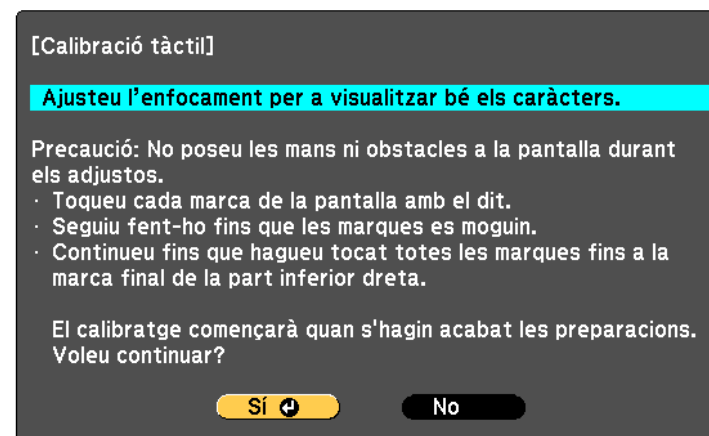 [Calibració tàctil]
Ajusteu l’enfocament per a visualitzar bé els caràcters.
Precaució: No poseu les mans ni obstacles a la pantalla durant
els adjustos.
· Toqueu cada marca de la pantalla amb el dit.
· Seguiu fent-ho fins que les marques es moguin.
· Continueu fins que hagueu tocat totes les marques fins a la
marca final de la part inferior dreta.
El calibratge començarà quan s'hagin acabat les preparacions.
Voleu continuar?
Sí No